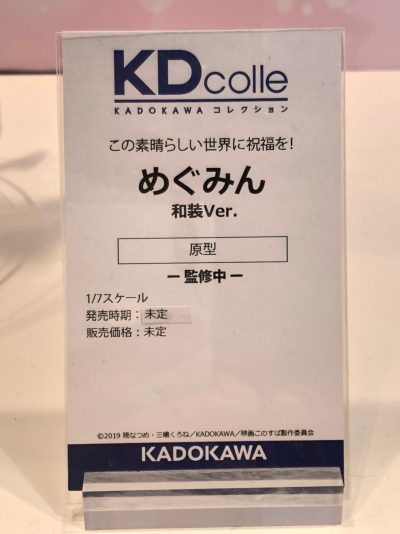 KDcolle
KADOKAWA コレクション
この素晴らしい世界に祝福を!
めぐみん
和装Ver.
原型
ー 監修中 ー
1/7スケール
発売時期：未定
販売価格：未定
©2019 暁なつめ・三嶋くろね／KADOKAWA／映画このすば製作委員会
KADOKAWA